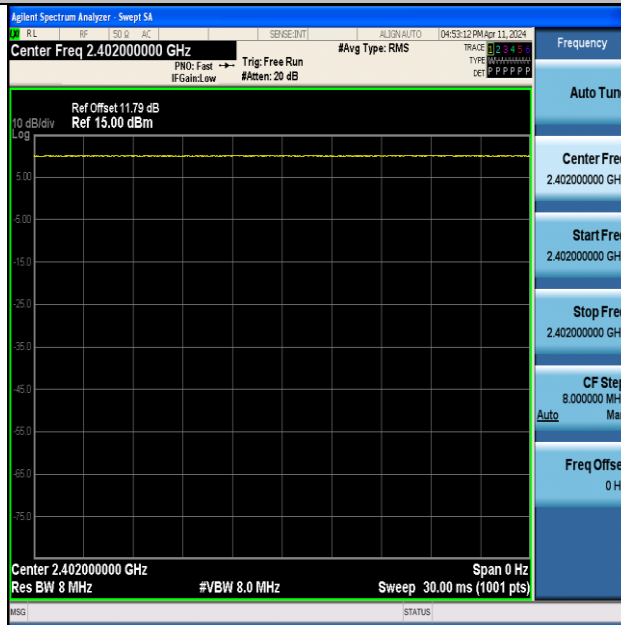 Agilent Spectrum Analyzer - Swept SA
RL RF 50 Ω AC SENSE:INT ALIGN AUTO 04:53:12 PM Apr 11, 2024
Center Freq 2.402000000 GHz #Avg Type: RMS TRACE 1 2 3 4 5 6
PNO: Fast Trig: Free Run TYPE
IFGain:Low #Atten: 20 dB DET P P P P P P
Ref Offset 11.79 dB
10 dB/div Ref 15.00 dBm
Log
5.00
-5.00
-15.0
-25.0
-35.0
-45.0
-55.0
-65.0
-75.0
Center 2.402000000 GHz Span 0 Hz
Res BW 8 MHz #VBW 8.0 MHz Sweep 30.00 ms (1001 pts)
MSG STATUS
Frequency
Auto Tun
Center Fre
2.402000000 GH
Start Fre
2.402000000 GH
Stop Fre
2.402000000 GH
CF Step
8.000000 MH
Auto Ma
Freq Offse
0 H